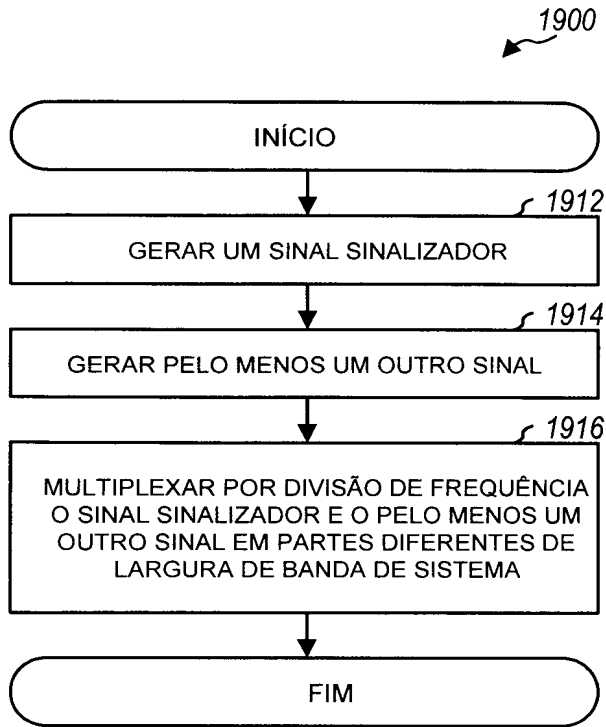 1900
INÍCIO
1912
GERAR UM SINAL SINALIZADOR
1914
GERAR PELO MENOS UM OUTRO SINAL
1916
MULTIPLEXAR POR DIVISÃO DE FREQUÊNCIA
O SINAL SINALIZADOR E O PELO MENOS UM
OUTRO SINAL EM PARTES DIFERENTES DE
LARGURA DE BANDA DE SISTEMA
FIM